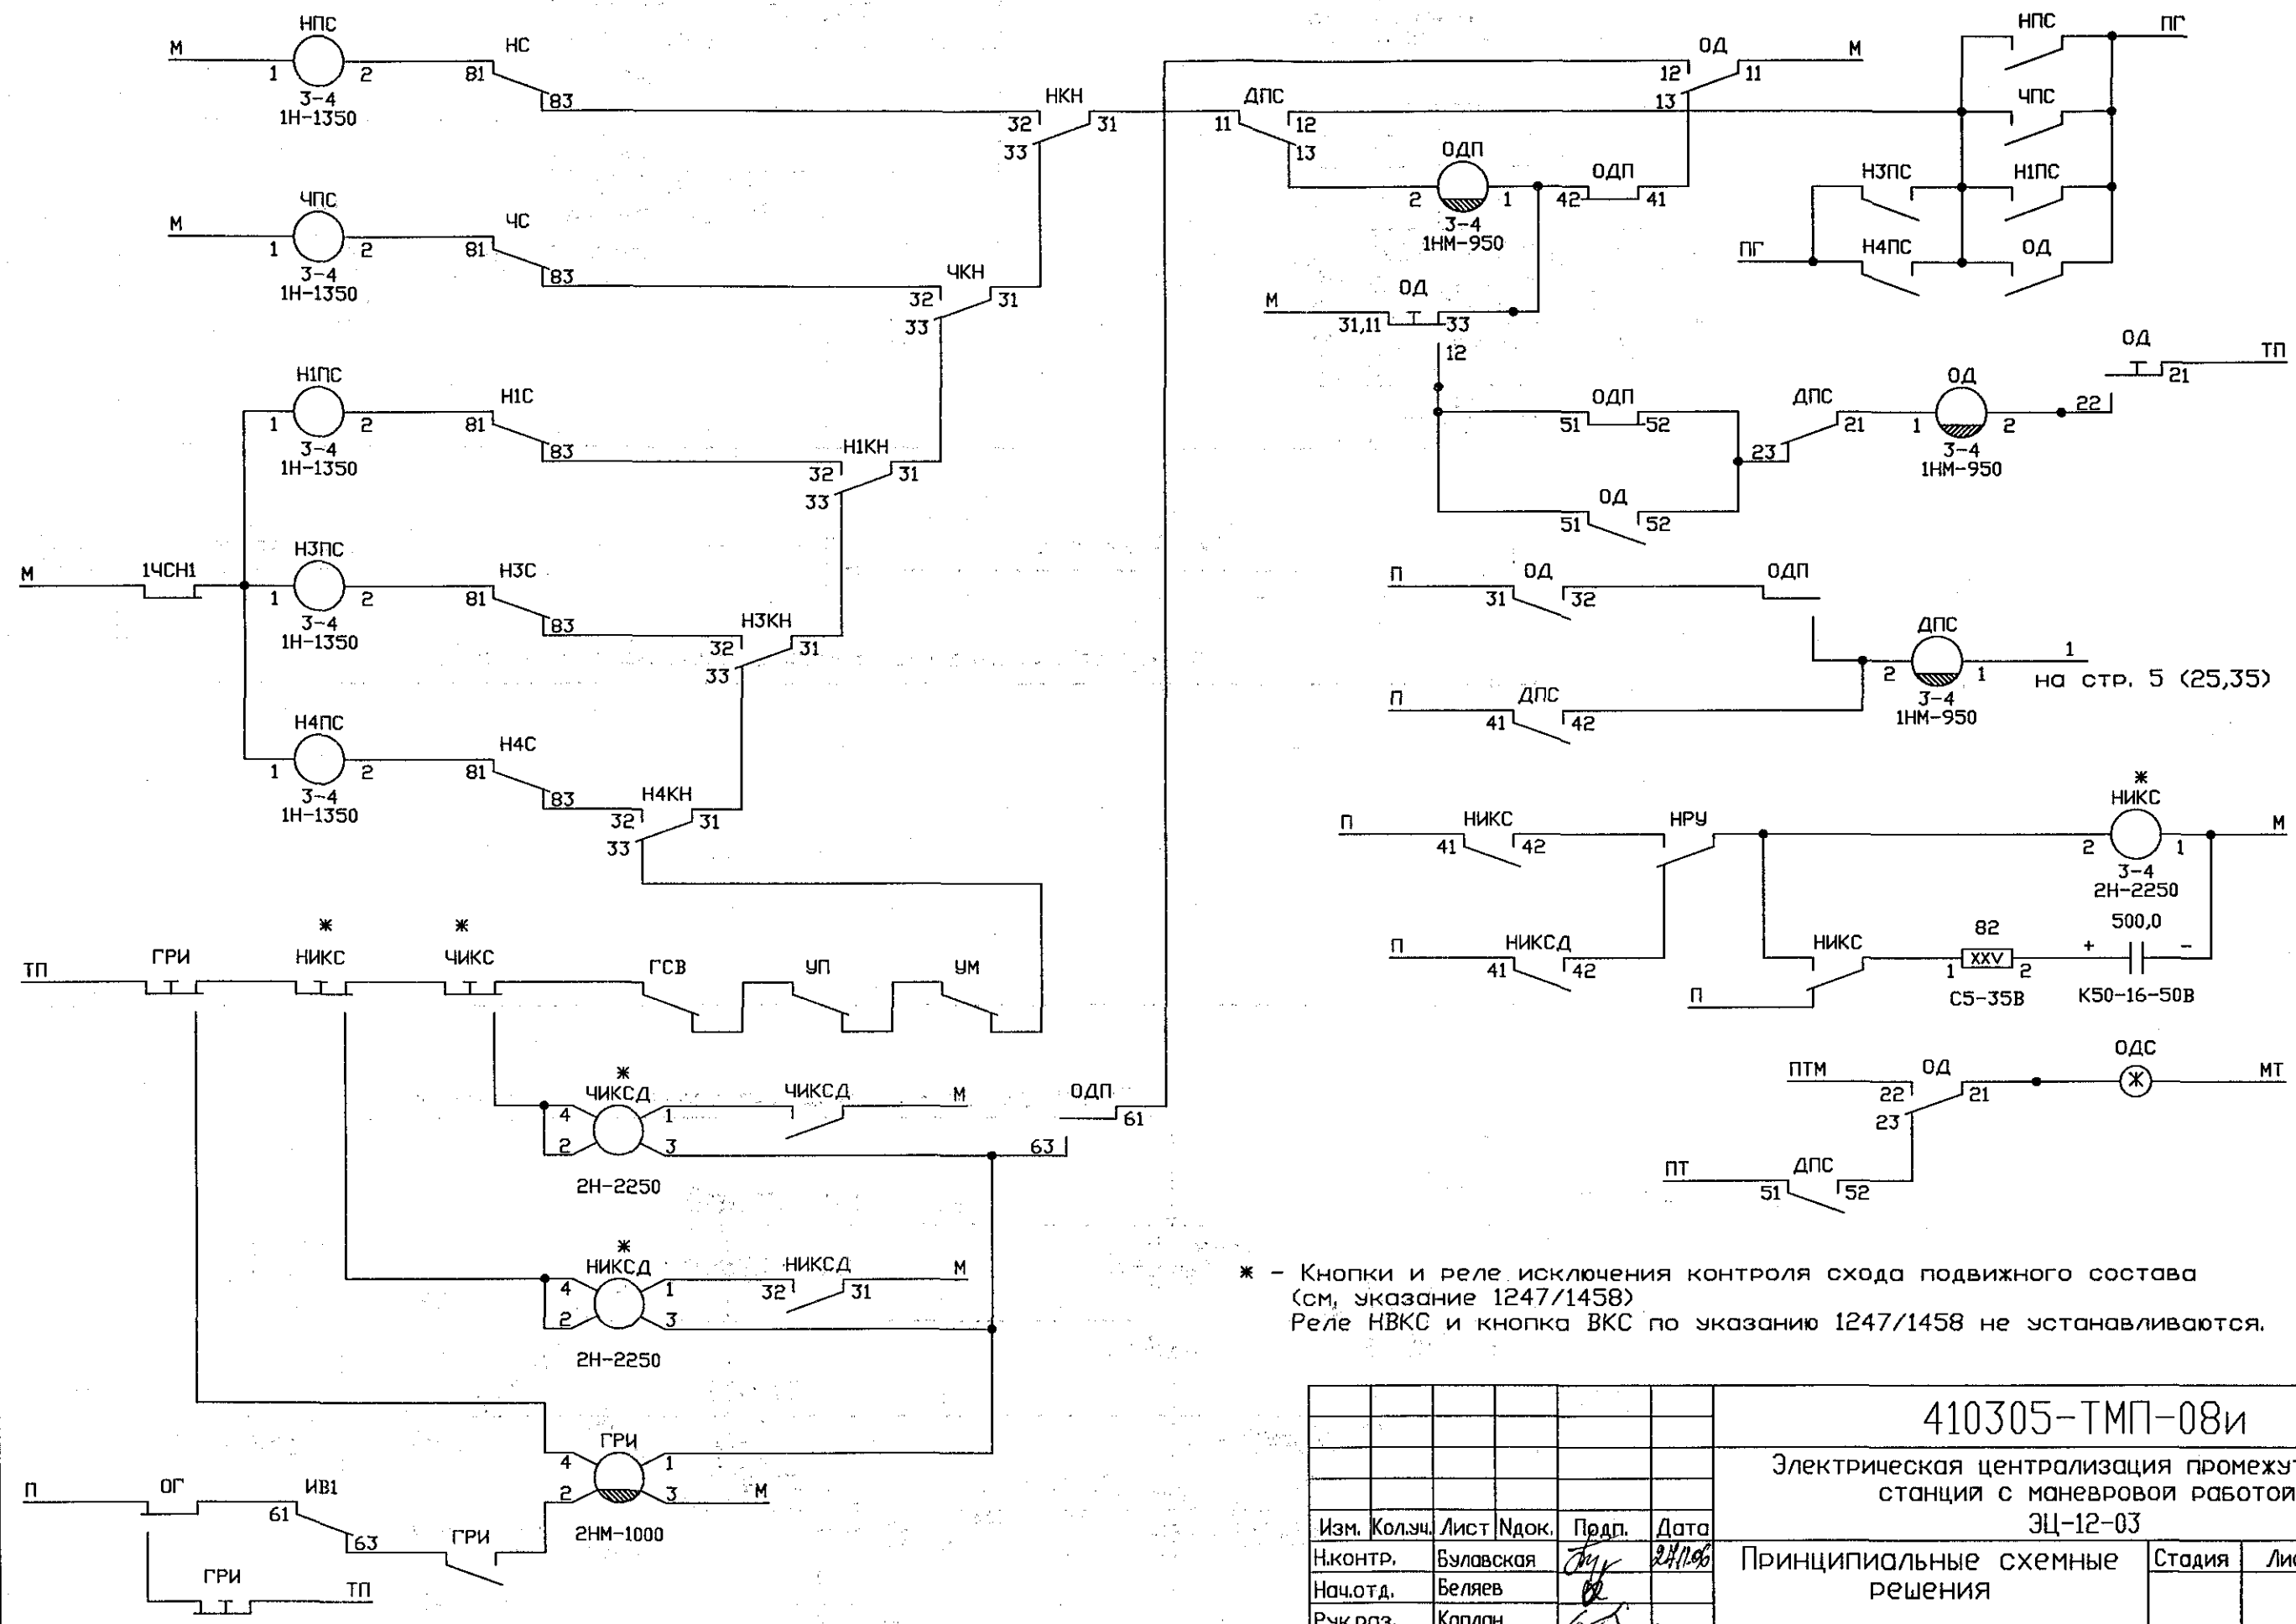 НПС
М
1
2
3-4
1Н-1350
НС
81
83
НКН
32
31
33
ЧПС
М
1
2
3-4
1Н-1350
ЧС
81
83
ЧКН
32
31
33
Н1ПС
1
2
3-4
1Н-1350
Н1С
81
83
Н1КН
32
31
33
М
1ЧСН1
Н3ПС
1
2
3-4
1Н-1350
Н3С
81
83
Н3КН
32
31
33
Н4ПС
1
2
3-4
1Н-1350
Н4С
81
83
Н4КН
32
31
33
ТП
ГРИ
*
НИКС
*
ЧИКС
ГСВ
УП
УМ
*
ЧИКСД
4
1
2
3
2Н-2250
ЧИКСД
М
ОДП
61
63
*
НИКСД
4
1
2
3
2Н-2250
НИКСД
32
31
М
ГРИ
4
1
2
3
М
2НМ-1000
П
ОГ
ИВ1
61
63
ГРИ
ГРИ
ТП
ДПС
11
12
13
ОД
12
11
М
13
ОДП
2
1
3-4
1НМ-950
ОДП
42
41
М
ОД
31,11
33
12
НПС
ПГ
ЧПС
Н3ПС
Н1ПС
ПГ
Н4ПС
ОД
ОДП
51
52
ОД
51
52
ДПС
23
21
ОД
1
2
3-4
1НМ-950
ОД
22
21
ТП
П
ОД
31
32
ОДП
ДПС
2
1
3-4
1НМ-950
1
на стр. 5 (25,35)
П
ДПС
41
42
П
НИКС
41
42
НРУ
*
НИКС
2
1
3-4
2Н-2250
М
П
НИКСД
41
42
НИКС
П
82
1
XXV
2
С5-35В
500,0
+
-
К50-16-50В
ПТМ
ОД
22
21
23
ОДС
Ж
МТ
ПТ
ДПС
51
52
* - Кнопки и реле исключения контроля схода подвижного состава
(см. указание 1247/1458)
Реле НВКС и кнопка ВКС по указанию 1247/1458 не устанавливаются.
410305-ТМП-08и
Электрическая централизация промежут
станций с маневровой работой
ЭЦ-12-03
Изм. Кол.уч. Лист Nдок. Подп. Дата
Н.контр. Булавская
Нач.отд. Беляев
Рук.раз. Каплан
Принципиальные схемные
решения
Стадия Лис